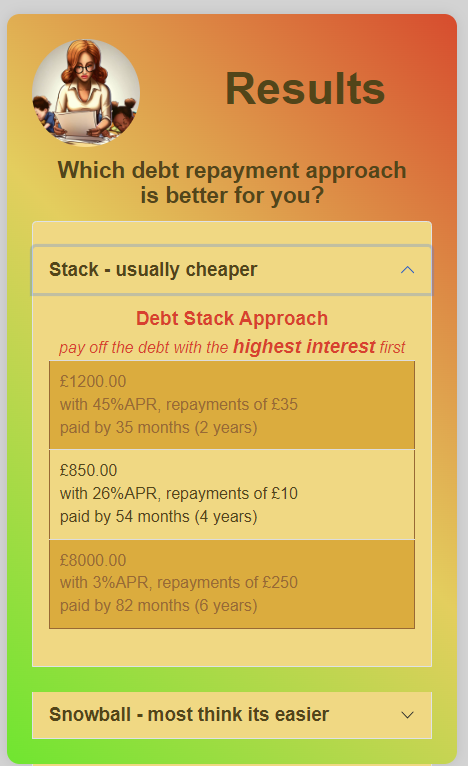 Results
Which debt repayment approach
is better for you?
Stack - usually cheaper
Debt Stack Approach
pay off the debt with the highest interest first
£1200.00
with 45%APR, repayments of £35
paid by 35 months (2 years)
£850.00
with 26%APR, repayments of £10
paid by 54 months (4 years)
£8000.00
with 3%APR, repayments of £250
paid by 82 months (6 years)
Snowball - most think its easier